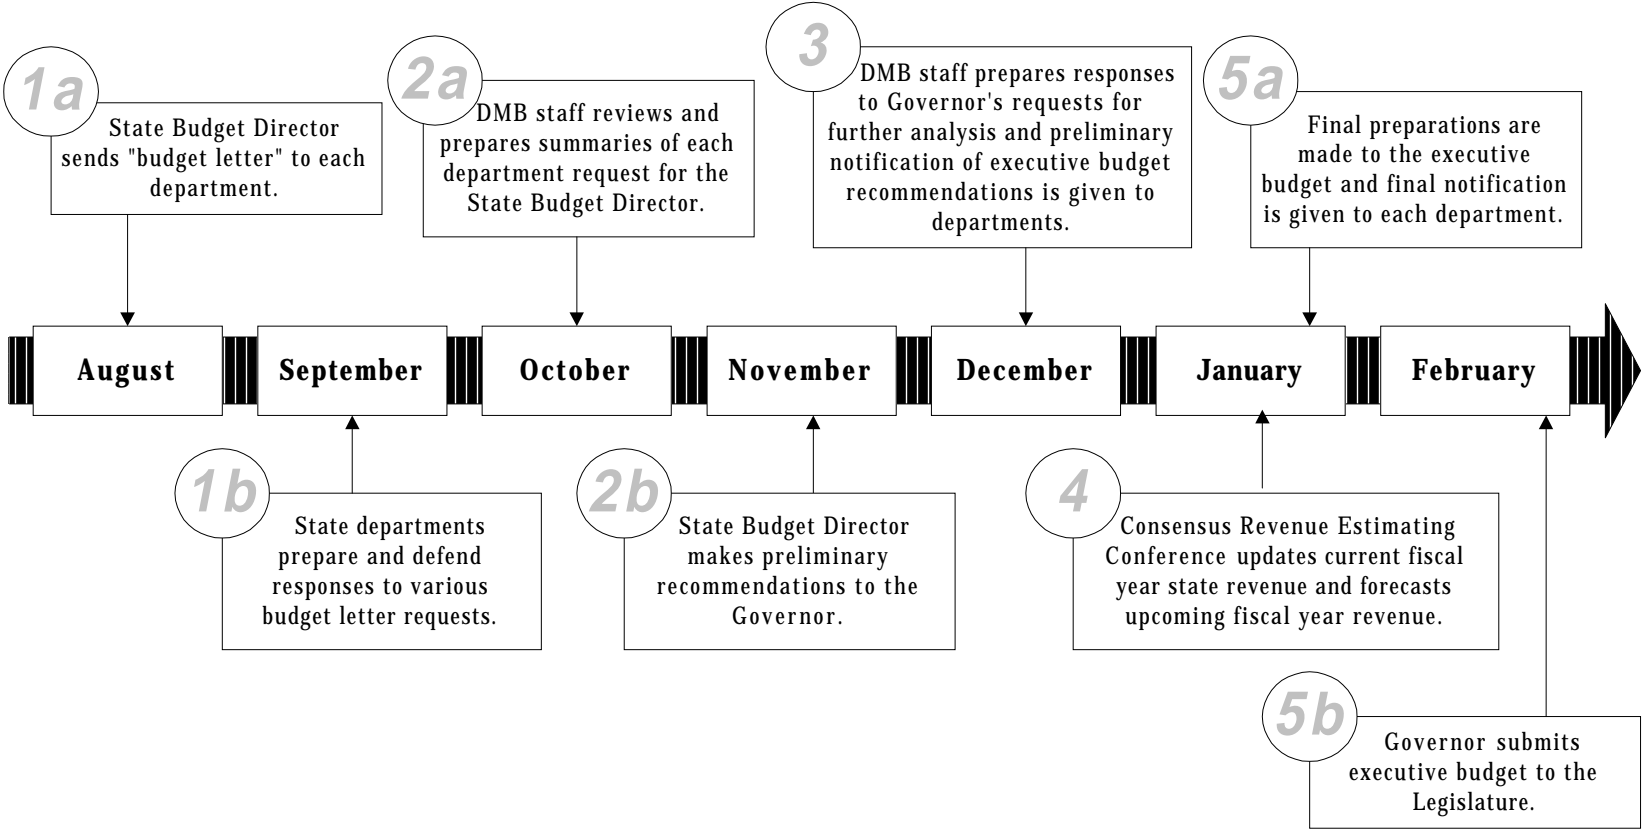 1a
State Budget Director
sends "budget letter" to each
department.
2a
DMB staff reviews and
prepares summaries of each
department request for the
State Budget Director.
3
DMB staff prepares responses
to Governor's requests for
further analysis and preliminary
notification of executive budget
recommendations is given to
departments.
5a
Final preparations are
made to the executive
budget and final notification
is given to each department.
August
September
October
November
December
January
February
1b
State departments
prepare and defend
responses to various
budget letter requests.
2b
State Budget Director
makes preliminary
recommendations to the
Governor.
4
Consensus Revenue Estimating
Conference updates current fiscal
year state revenue and forecasts
upcoming fiscal year revenue.
5b
Governor submits
executive budget to the
Legislature.